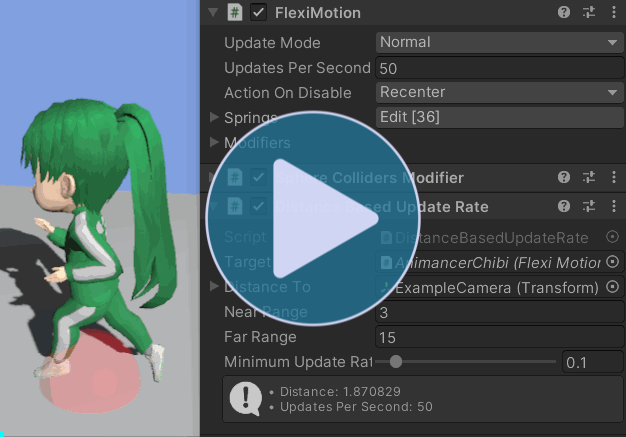 FlexiMotion
Update Mode Normal
Updates Per Second 50
Action On Disable Recenter
Springs Edit [36]
Modifiers
Sphere Colliders Modifier
Distance Based Update Rate
Script DistanceBasedUpdateRate
Target AnimancerChibi (Flexi Motion
Distance To ExampleCamera (Transform)
Near Range 3
Far Range 15
Minimum Update Rat 0.1
• Distance: 1.870829
• Updates Per Second: 50